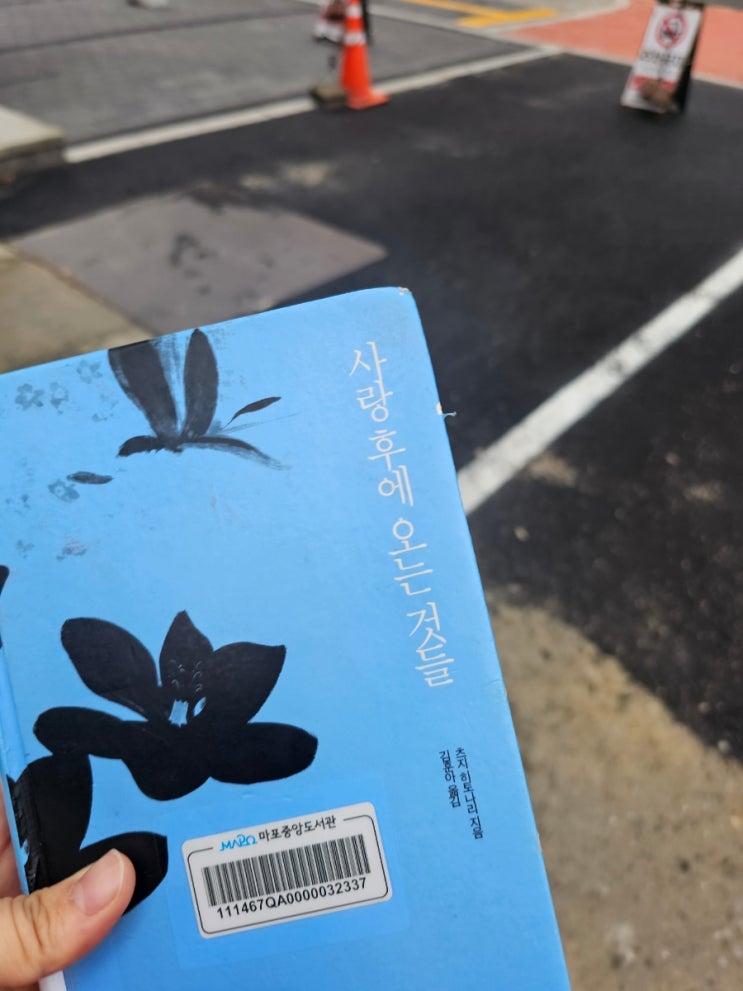 사랑 후에 오는 것들
츠지 히토나리 지음
김훈아 옮김
MAPO 마포중앙도서관
111467QA0000032337